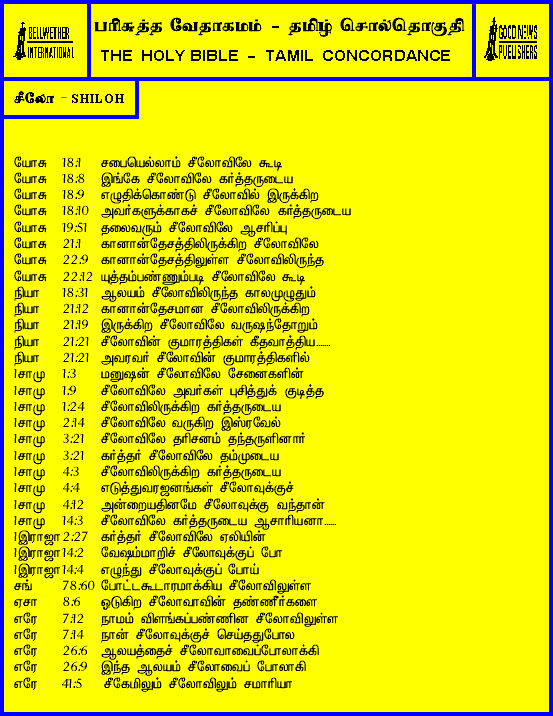 BELLWETHER
INTERNATIONAL
பரிசுத்த வேதாகமம் - தமிழ் சொல்தொகுதி
THE HOLY BIBLE - TAMIL CONCORDANCE
GOOD NEWS
PUBLISHERS
சீலோ - SHILOH
யோசு 18:1 சபையெல்லாம் சீலோவிலே கூடி
யோசு 18:8 இங்கே சீலோவிலே கர்த்தருடைய
யோசு 18:9 எழுதிக்கொண்டு சீலோவில் இருக்கிற
யோசு 18:10 அவர்களுக்காகச் சீலோவிலே கர்த்தருடைய
யோசு 19:51 தலைவரும் சீலோவிலே ஆசரிப்பு
யோசு 21:1 கானான்தேசத்திலிருக்கிற சீலோவிலே
யோசு 22:9 கானான்தேசத்திலுள்ள சீலோவிலிருந்த
யோசு 22:12 யுத்தம்பண்ணும்படி சீலோவிலே கூடி
நியா 18:31 ஆலயம் சீலோவிலிருந்த காலமுழுதும்
நியா 21:12 கானான்தேசமான சீலோவிலிருக்கிற
நியா 21:19 இருக்கிற சீலோவிலே வருஷந்தோறும்
நியா 21:21 சீலோவின் குமாரத்திகள் கீதவாத்திய......
நியா 21:21 அவரவர் சீலோவின் குமாரத்திகளில்
1சாமு 1:3 மனுஷன் சீலோவிலே சேனைகளின்
1சாமு 1:9 சீலோவிலே அவர்கள் புசித்துக் குடித்த
1சாமு 1:24 சீலோவிலிருக்கிற கர்த்தருடைய
1சாமு 2:14 சீலோவிலே வருகிற இஸ்ரவேல்
1சாமு 3:21 சீலோவிலே தரிசனம் தந்தருளினார்
1சாமு 3:21 கர்த்தர் சீலோவிலே தம்முடைய
1சாமு 4:3 சீலோவிலிருக்கிற கர்த்தருடைய
1சாமு 4:4 எடுத்துவரஜனங்கள் சீலோவுக்குச்
1சாமு 4:12 அன்றையதினமே சீலோவுக்கு வந்தான்
1சாமு 14:3 சீலோவிலே கர்த்தருடைய ஆசாரியனா......
1இராஜா 2:27 கர்த்தர் சீலோவிலே ஏலியின்
1இராஜா 14:2 வேஷம்மாறிச் சீலோவுக்குப் போ
1இராஜா 14:4 எழுந்து சீலோவுக்குப் போய்
சங் 78:60 போட்டகூடாரமாக்கிய சீலோவிலுள்ள
ஏசா 8:6 ஓடுகிற சீலோவாவின் தண்ணீர்களை
எரே 7:12 நாமம் விளங்கப்பண்ணின சீலோவிலுள்ள
எரே 7:14 நான் சீலோவுக்குச் செய்ததுபோல
எரே 26:6 ஆலயத்தைச் சீலோவாவைப்போலாக்கி
எரே 26:9 இந்த ஆலயம் சீலோவைப் போலாகி
எரே 41:5 சீகேமிலும் சீலோவிலும் சமாரியா